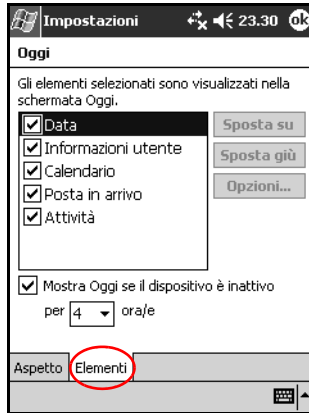 Impostazioni 23.30 ok
Oggi
Gli elementi selezionati sono visualizzati nella
schermata Oggi.
Data
Informazioni utente
Calendario
Posta in arrivo
Attività
Sposta su
Sposta giù
Opzioni...
Mostra Oggi se il dispositivo è inattivo
per 4 ora/e
Aspetto Elementi